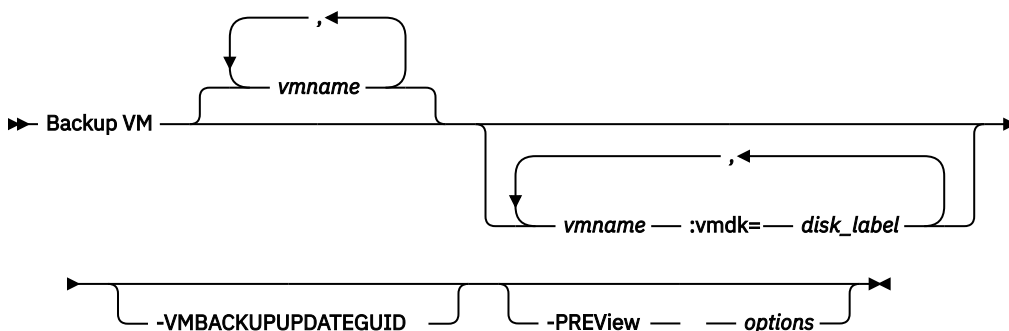 ,
vmname
Backup VM
,
vmname :vmdk= disk_label
-VMBACKUPUPDATEGUID -PREView options